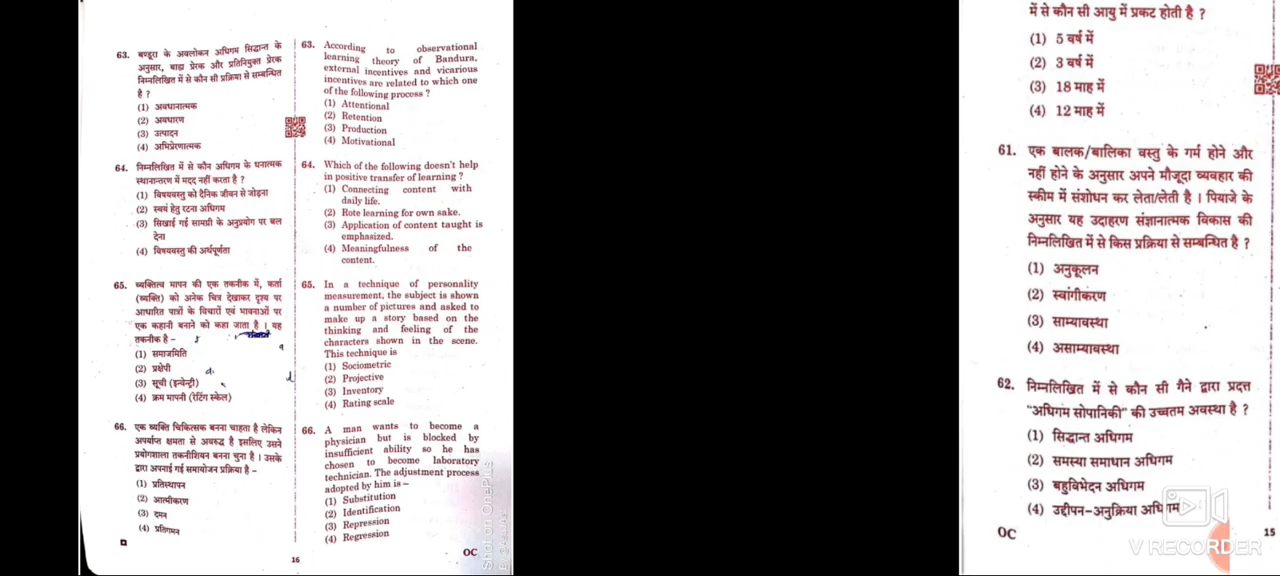 63. बण्डूरा के अवलोकन अधिगम सिद्धान्त के
अनुसार, बाह्य प्रेरक और प्रतिनियुक्त प्रेरक
निम्नलिखित में से कौन सी प्रक्रिया से सम्बन्धित
है ?
(1) अवधानात्मक
(2) अवधारण
(3) उत्पादन
(4) अभिप्रेरणात्मक
64. निम्नलिखित में से कौन अधिगम के धनात्मक
स्थानान्तरण में मदद नहीं करता है ?
(1) विषयवस्तु को दैनिक जीवन से जोड़ना
(2) स्वयं हेतु रटना अधिगम
(3) सिखाई गई सामग्री के अनुप्रयोग पर बल
देना
(4) विषयवस्तु की अर्थपूर्णता
65. व्यक्तित्व मापन की एक तकनीक में, कर्ता
(व्यक्ति) को अनेक चित्र देखाकर दृश्य पर
आधारित पात्रों के विचारों एवं भावनाओं पर
एक कहानी बनाने को कहा जाता है । यह
तकनीक है -
(1) समाजमिति
(2) प्रक्षेपी
(3) सूची (इन्वेन्ट्री)
(4) क्रम मापनी (रेटिंग स्केल)
66. एक व्यक्ति चिकित्सक बनना चाहता है लेकिन
अपर्याप्त क्षमता से अवरुद्ध है इसलिए उसने
प्रयोगशाला तकनीशियन बनना चुना है । उसके
द्वारा अपनाई गई समायोजन प्रक्रिया है -
(1) प्रतिस्थापन
(2) आत्मीकरण
(3) दमन
(4) प्रतिगमन
63. According to observational
learning theory of Bandura,
external incentives and vicarious
incentives are related to which one
of the following process ?
(1) Attentional
(2) Retention
(3) Production
(4) Motivational
64. Which of the following doesn't help
in positive transfer of learning ?
(1) Connecting content with
daily life.
(2) Rote learning for own sake.
(3) Application of content taught is
emphasized.
(4) Meaningfulness of the
content.
65. In a technique of personality
measurement, the subject is shown
a number of pictures and asked to
make up a story based on the
thinking and feeling of the
characters shown in the scene.
This technique is
(1) Sociometric
(2) Projective
(3) Inventory
(4) Rating scale
66. A man wants to become a
physician but is blocked by
insufficient ability so he has
chosen to become laboratory
technician. The adjustment process
adopted by him is –
(1) Substitution
(2) Identification
(3) Repression
(4) Regression
16
OC
Shot on OnePlus
में से कौन सी आयु में प्रकट होती है ?
(1) 5 वर्ष में
(2) 3 वर्ष में
(3) 18 माह में
(4) 12 माह में
61. एक बालक/बालिका वस्तु के गर्म होने और
नहीं होने के अनुसार अपने मौजूदा व्यवहार की
स्कीम में संशोधन कर लेता/लेती है । पियाजे के
अनुसार यह उदाहरण संज्ञानात्मक विकास की
निम्नलिखित में से किस प्रक्रिया से सम्बन्धित है ?
(1) अनुकूलन
(2) स्वांगीकरण
(3) साम्यावस्था
(4) असाम्यावस्था
62. निम्नलिखित में से कौन सी गैने द्वारा प्रदत्त
"अधिगम सोपानिकी" की उच्चतम अवस्था है ?
(1) सिद्धान्त अधिगम
(2) समस्या समाधान अधिगम
(3) बहुविभेदन अधिगम
(4) उद्दीपन-अनुक्रिया अधिगम
OC
15
V RECORDER